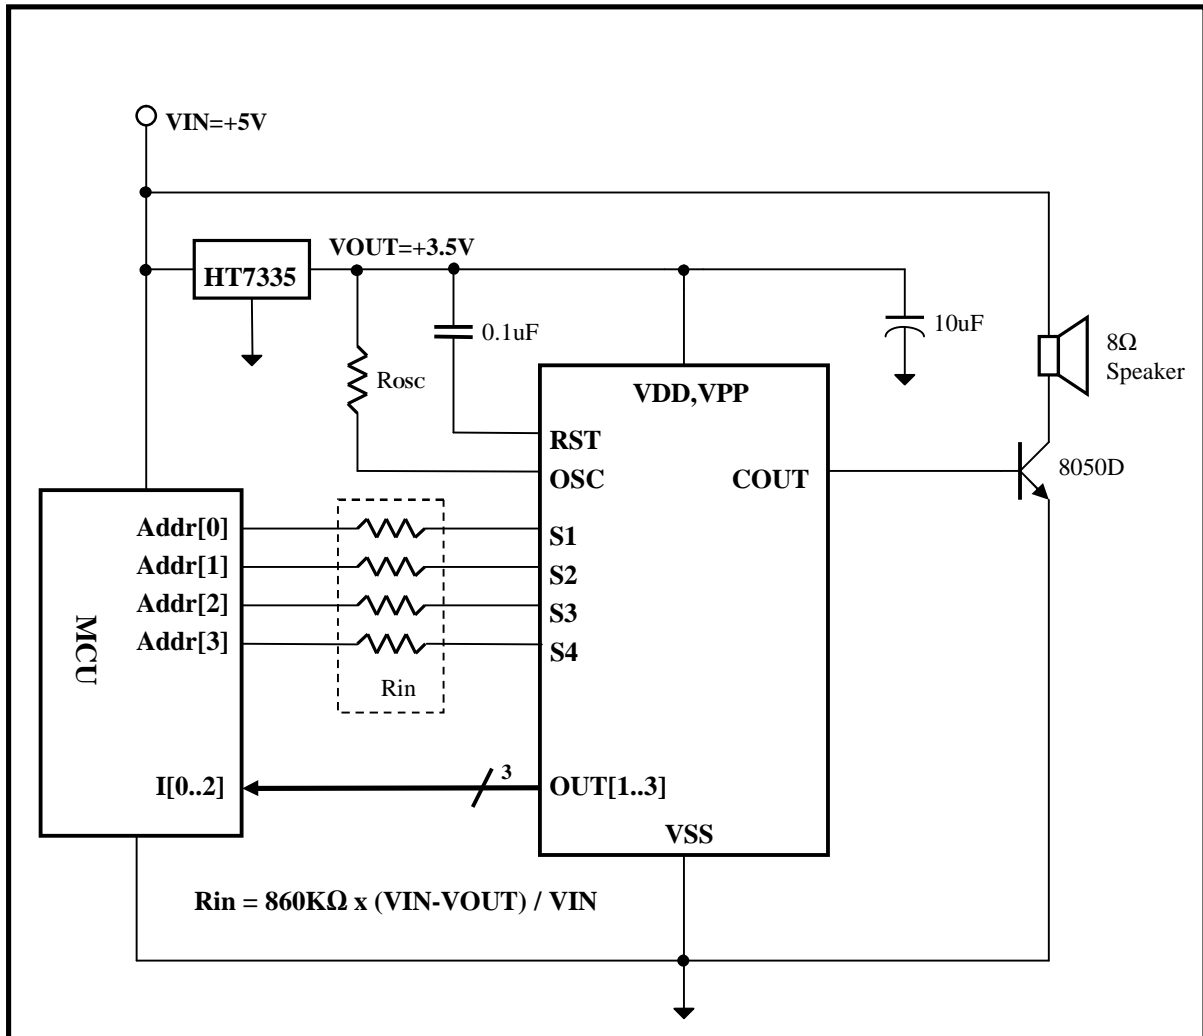 VIN=+5V
VOUT=+3.5V
HT7335
0.1uF
10uF
8Ω
Speaker
Rosc
VDD,VPP
RST
OSC
COUT
8050D
Addr[0]
S1
Addr[1]
S2
Addr[2]
S3
Addr[3]
S4
MCU
Rin
3
I[0..2]
OUT[1..3]
VSS
Rin = 860KΩ x (VIN-VOUT) / VIN